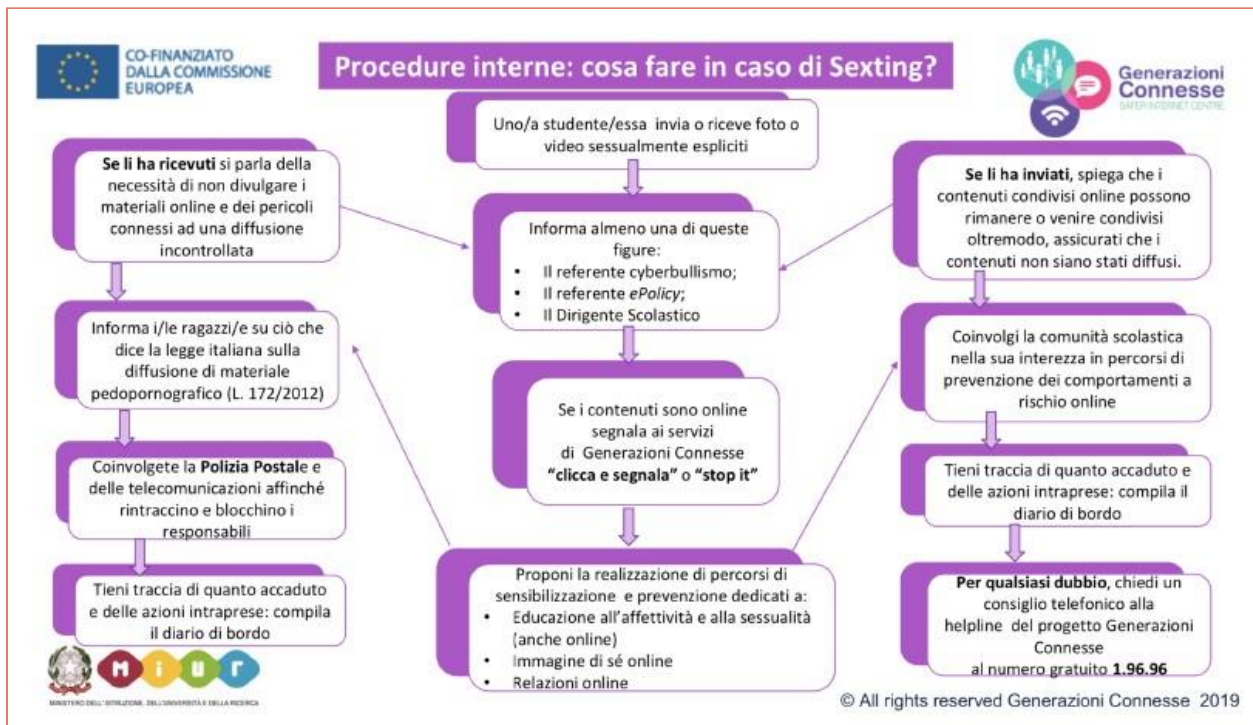 CO-FINANZIATO
DALLA COMMISSIONE
EUROPEA
Procedure interne: cosa fare in caso di Sexting?
Generazioni
Connesse
SAFER INTERNET CENTRE
Uno/a studente/essa invia o riceve foto o
video sessualmente espliciti
Se li ha ricevuti si parla della
necessità di non divulgare i
materiali online e dei pericoli
connessi ad una diffusione
incontrollata
Informa i/le ragazzi/e su ciò che
dice la legge italiana sulla
diffusione di materiale
pedopornografico (L. 172/2012)
Coinvolgete la Polizia Postale e
delle telecomunicazioni affinché
rintraccino e blocchino i
responsabili
Tieni traccia di quanto accaduto
e delle azioni intraprese: compila
il diario di bordo
Informa almeno una di queste
figure:
• Il referente cyberbullismo;
• Il referente ePolicy;
• Il Dirigente Scolastico
Se i contenuti sono online
segnala ai servizi
di Generazioni Connesse
“clicca e segnala” o “stop it”
Proponi la realizzazione di percorsi di
sensibilizzazione e prevenzione dedicati a:
• Educazione all’affettività e alla sessualità
(anche online)
• Immagine di sé online
• Relazioni online
Se li ha inviati, spiega che i
contenuti condivisi online possono
rimanere o venire condivisi
oltremodo, assicurati che i
contenuti non siano stati diffusi.
Coinvolgi la comunità scolastica
nella sua interezza in percorsi di
prevenzione dei comportamenti a
rischio online
Tieni traccia di quanto accaduto e
delle azioni intraprese: compila il
diario di bordo
Per qualsiasi dubbio, chiedi un
consiglio telefonico alla
helpline del progetto Generazioni
Connesse
al numero gratuito 1.96.96
MiUr
MINISTERO DELL'ISTRUZIONE, DELL'UNIVERSITÀ E DELLA RICERCA
© All rights reserved Generazioni Connesse 2019